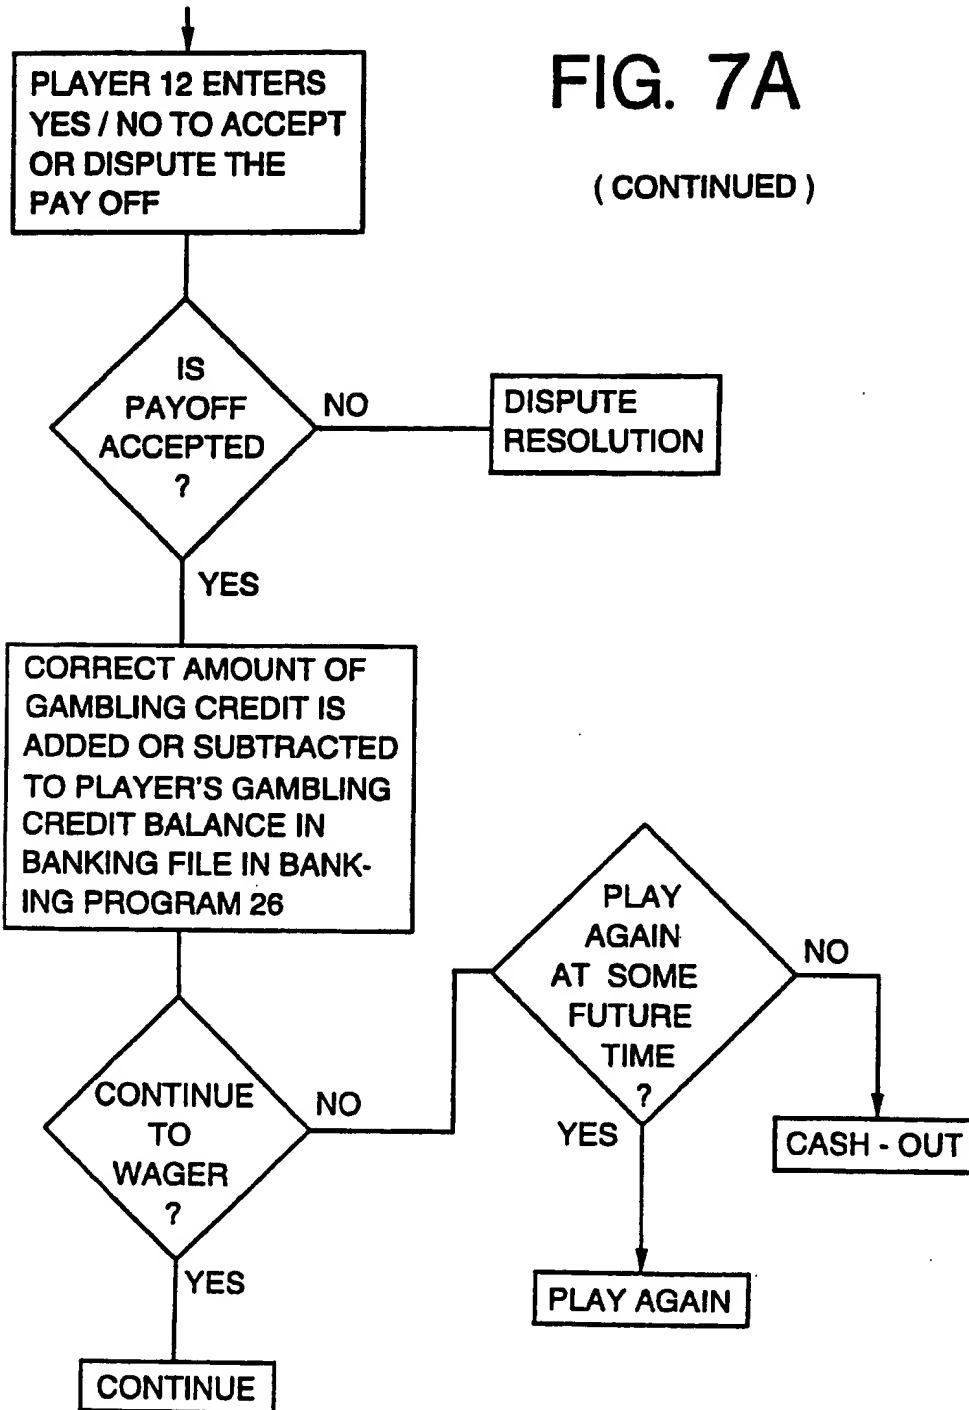 FIG. 7A
( CONTINUED )
PLAYER 12 ENTERS
YES / NO TO ACCEPT
OR DISPUTE THE
PAY OFF
IS
PAYOFF
ACCEPTED
?
NO
DISPUTE
RESOLUTION
YES
CORRECT AMOUNT OF
GAMBLING CREDIT IS
ADDED OR SUBTRACTED
TO PLAYER'S GAMBLING
CREDIT BALANCE IN
BANKING FILE IN BANK-
ING PROGRAM 26
CONTINUE
TO
WAGER
?
NO
PLAY
AGAIN
AT SOME
FUTURE
TIME
?
NO
CASH - OUT
YES
PLAY AGAIN
YES
CONTINUE